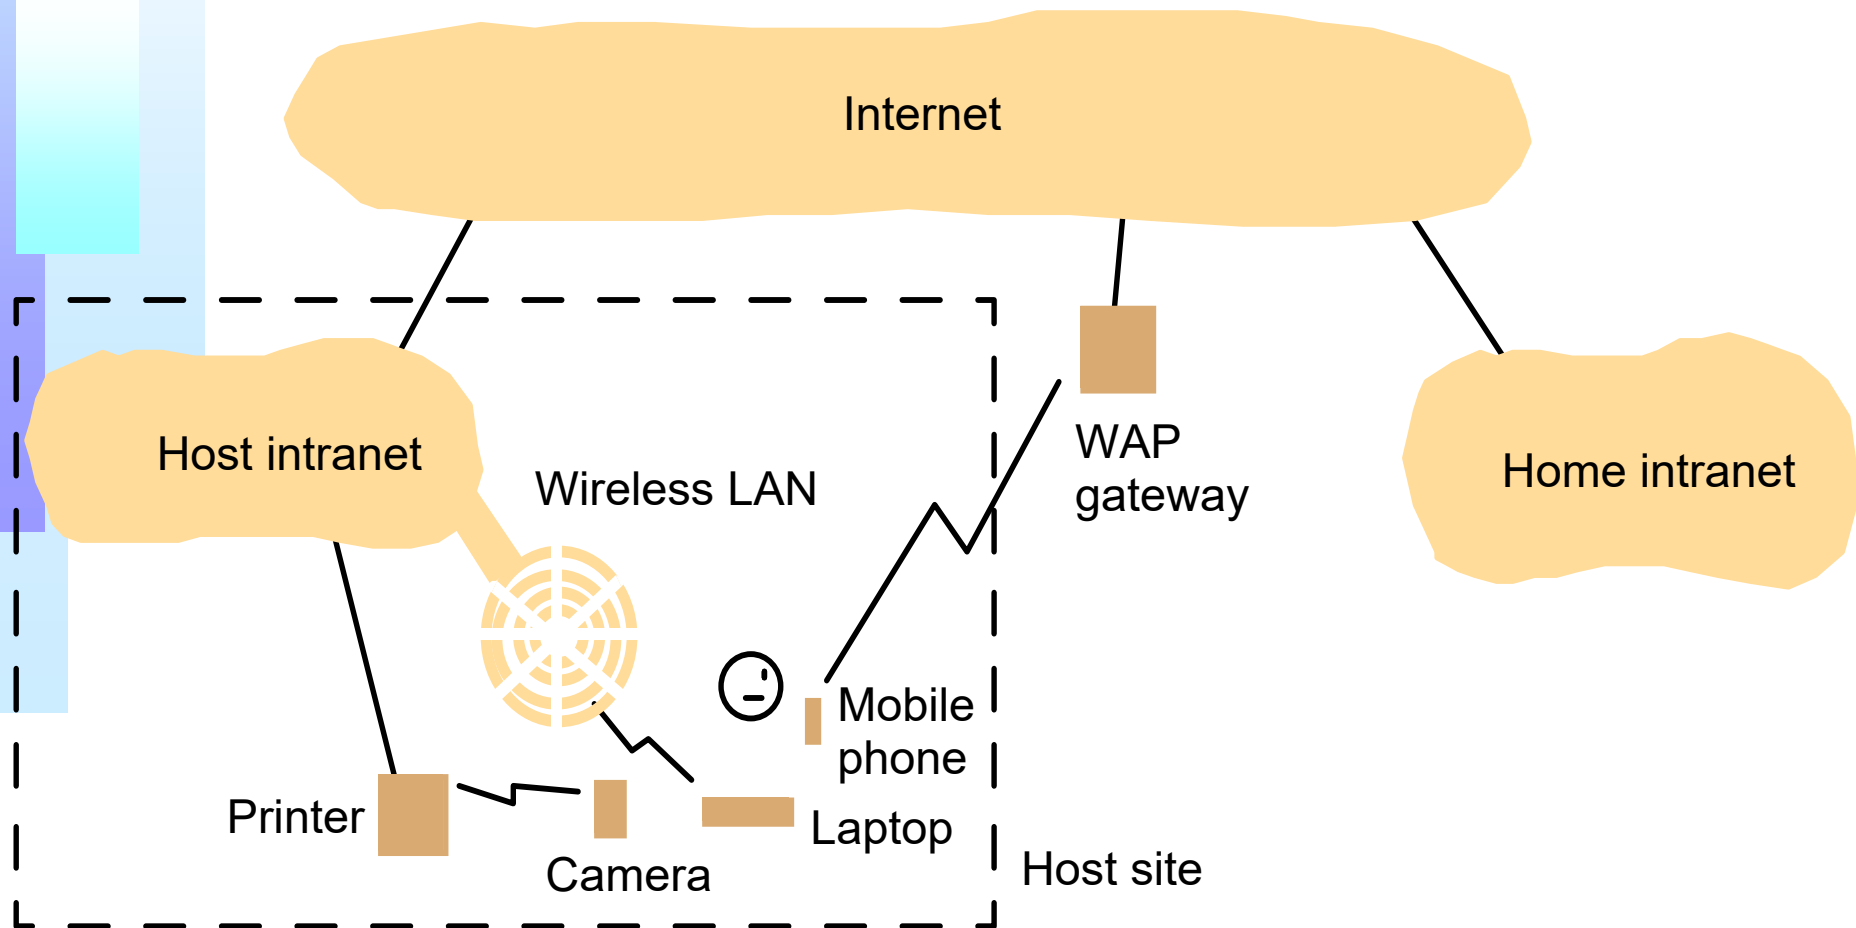 Internet
Host intranet
Wireless LAN
WAP
gateway
Home intranet
Mobile
phone
Printer
Laptop
Camera
Host site